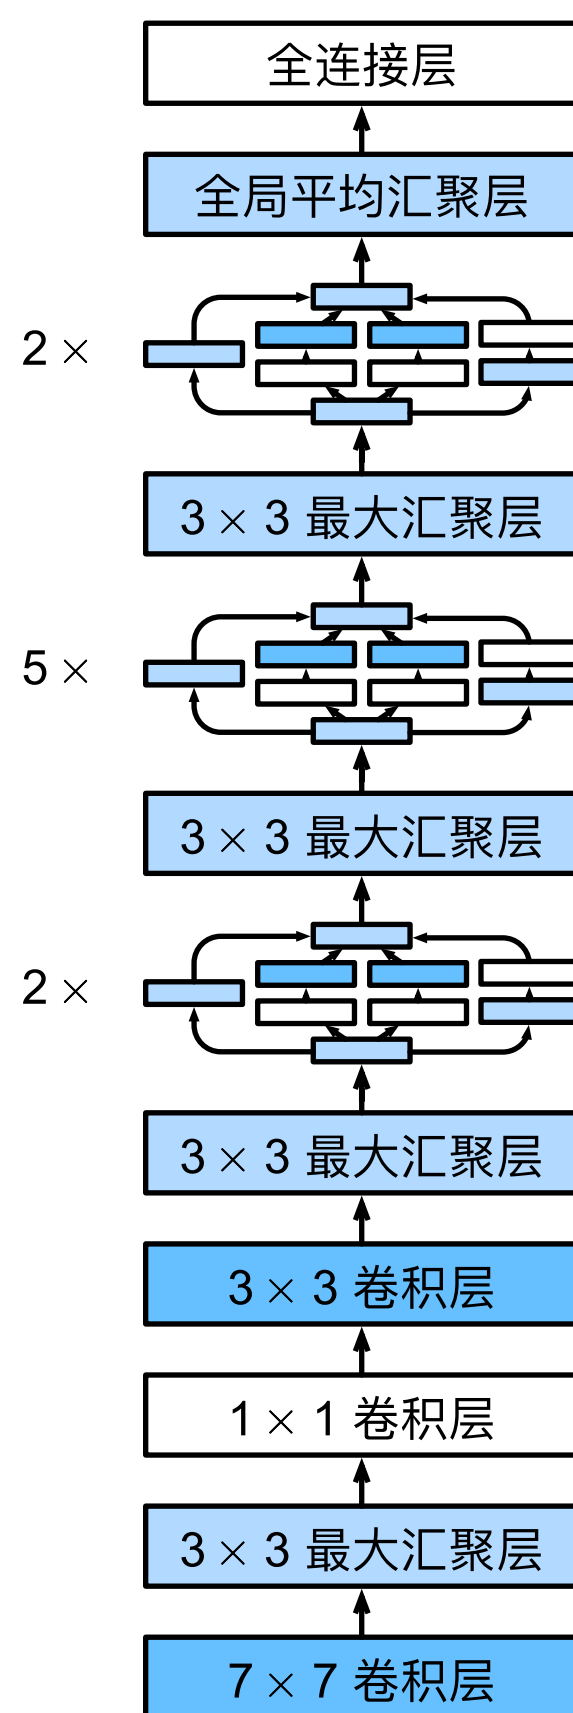 全连接层
全局平均汇聚层
2 ×
3 × 3 最大汇聚层
5 ×
3 × 3 最大汇聚层
2 ×
3 × 3 最大汇聚层
3 × 3 卷积层
1 × 1 卷积层
3 × 3 最大汇聚层
7 × 7 卷积层